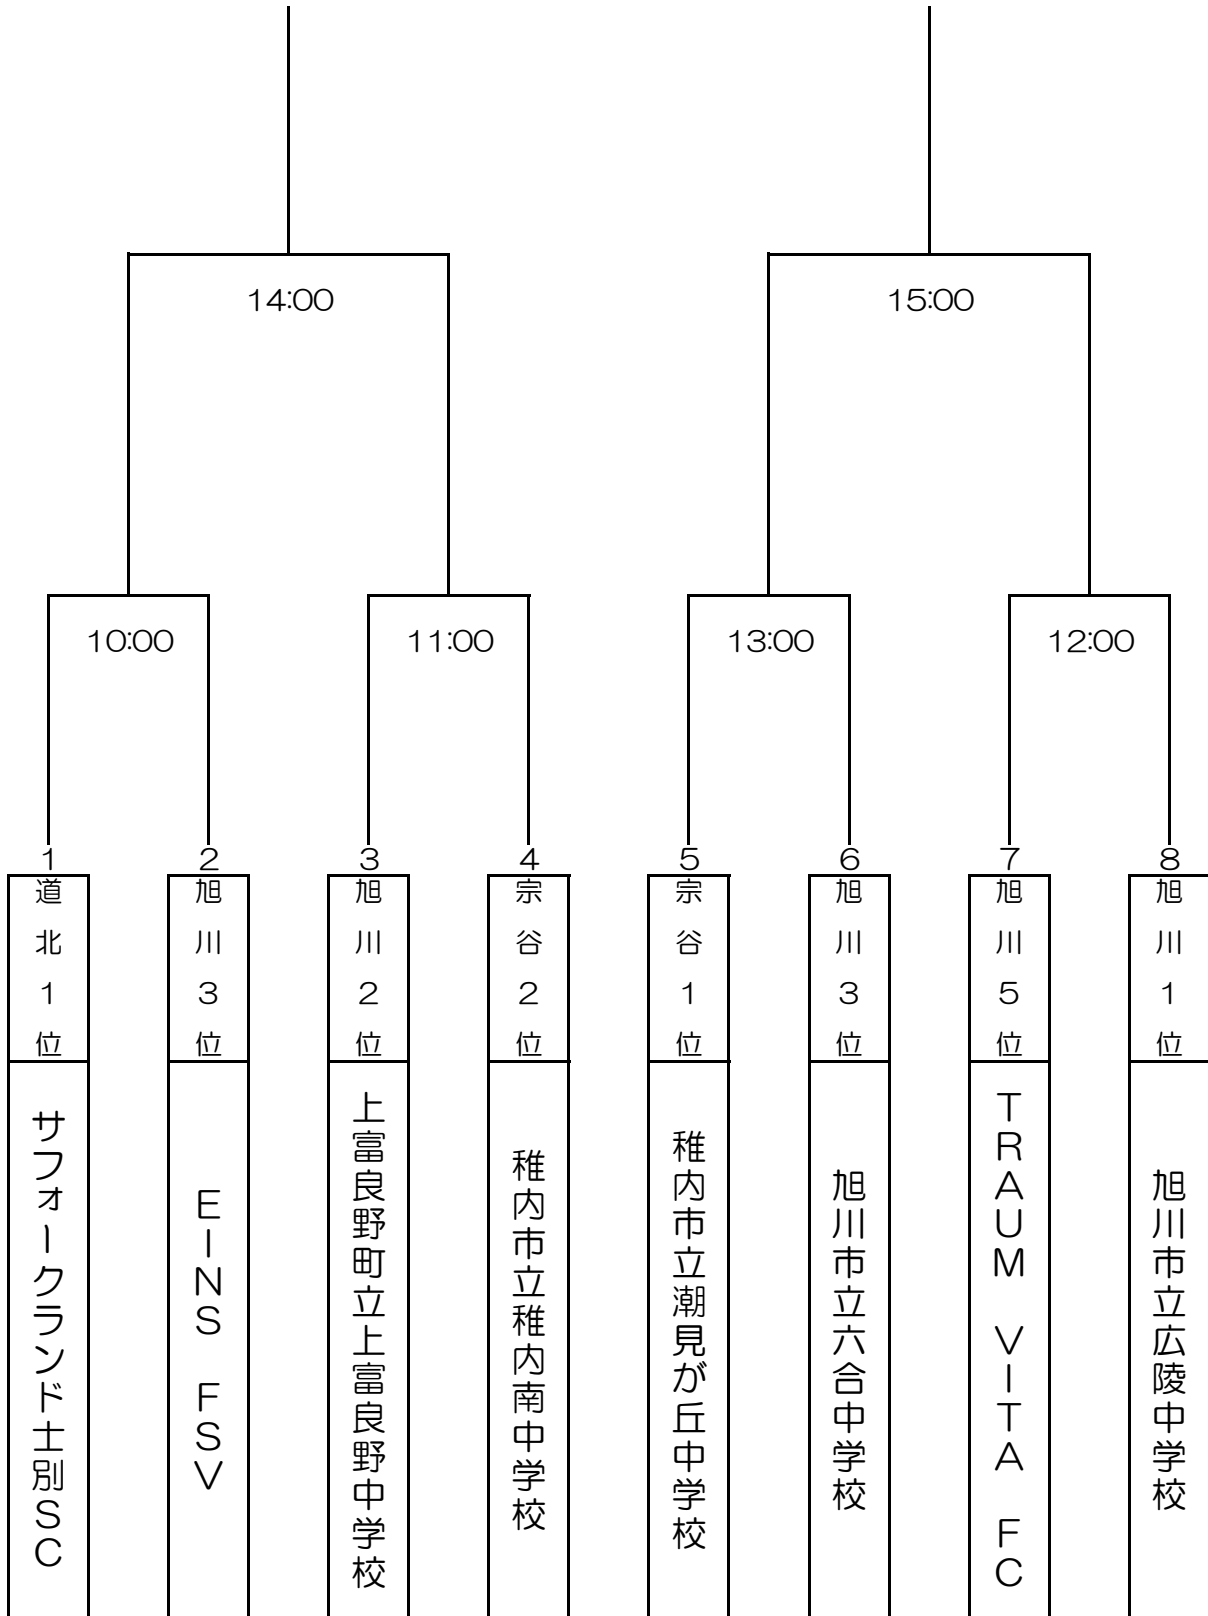 14:00
15:00
10:00
11:00
13:00
12:00
1
2
3
4
5
6
7
8
道北1位
旭川3位
旭川2位
宗谷2位
宗谷1位
旭川3位
旭川5位
旭川1位
サフォークランド士別SC
EINS FSV
上富良野町立上富良野中学校
稚内市立稚内南中学校
稚内市立潮見が丘中学校
旭川市立六合中学校
TRAUM VITA FC
旭川市立広陵中学校